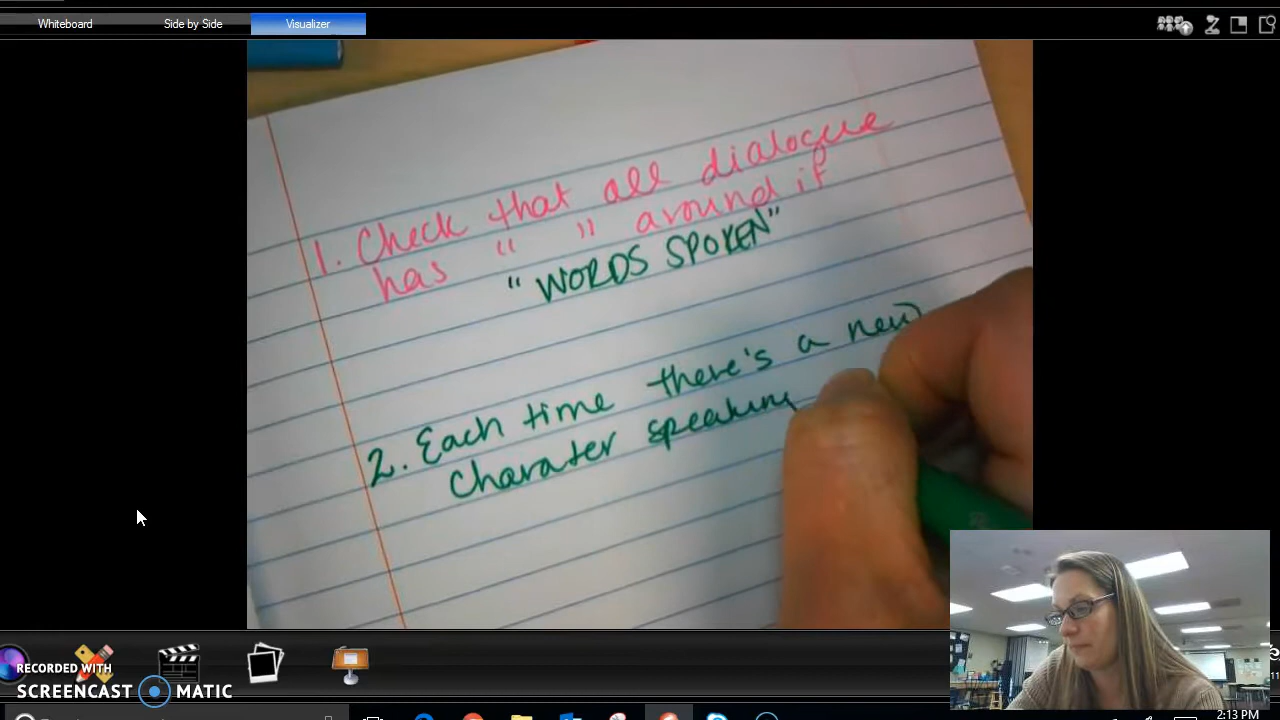 Whiteboard Side by Side Visualizer
1. Check that all dialogue
has “ ” around it
“WORDS SPOKEN”
2. Each time there's a new
Charater speaking
RECORDED WITH
SCREENCAST MATIC
2:13 PM